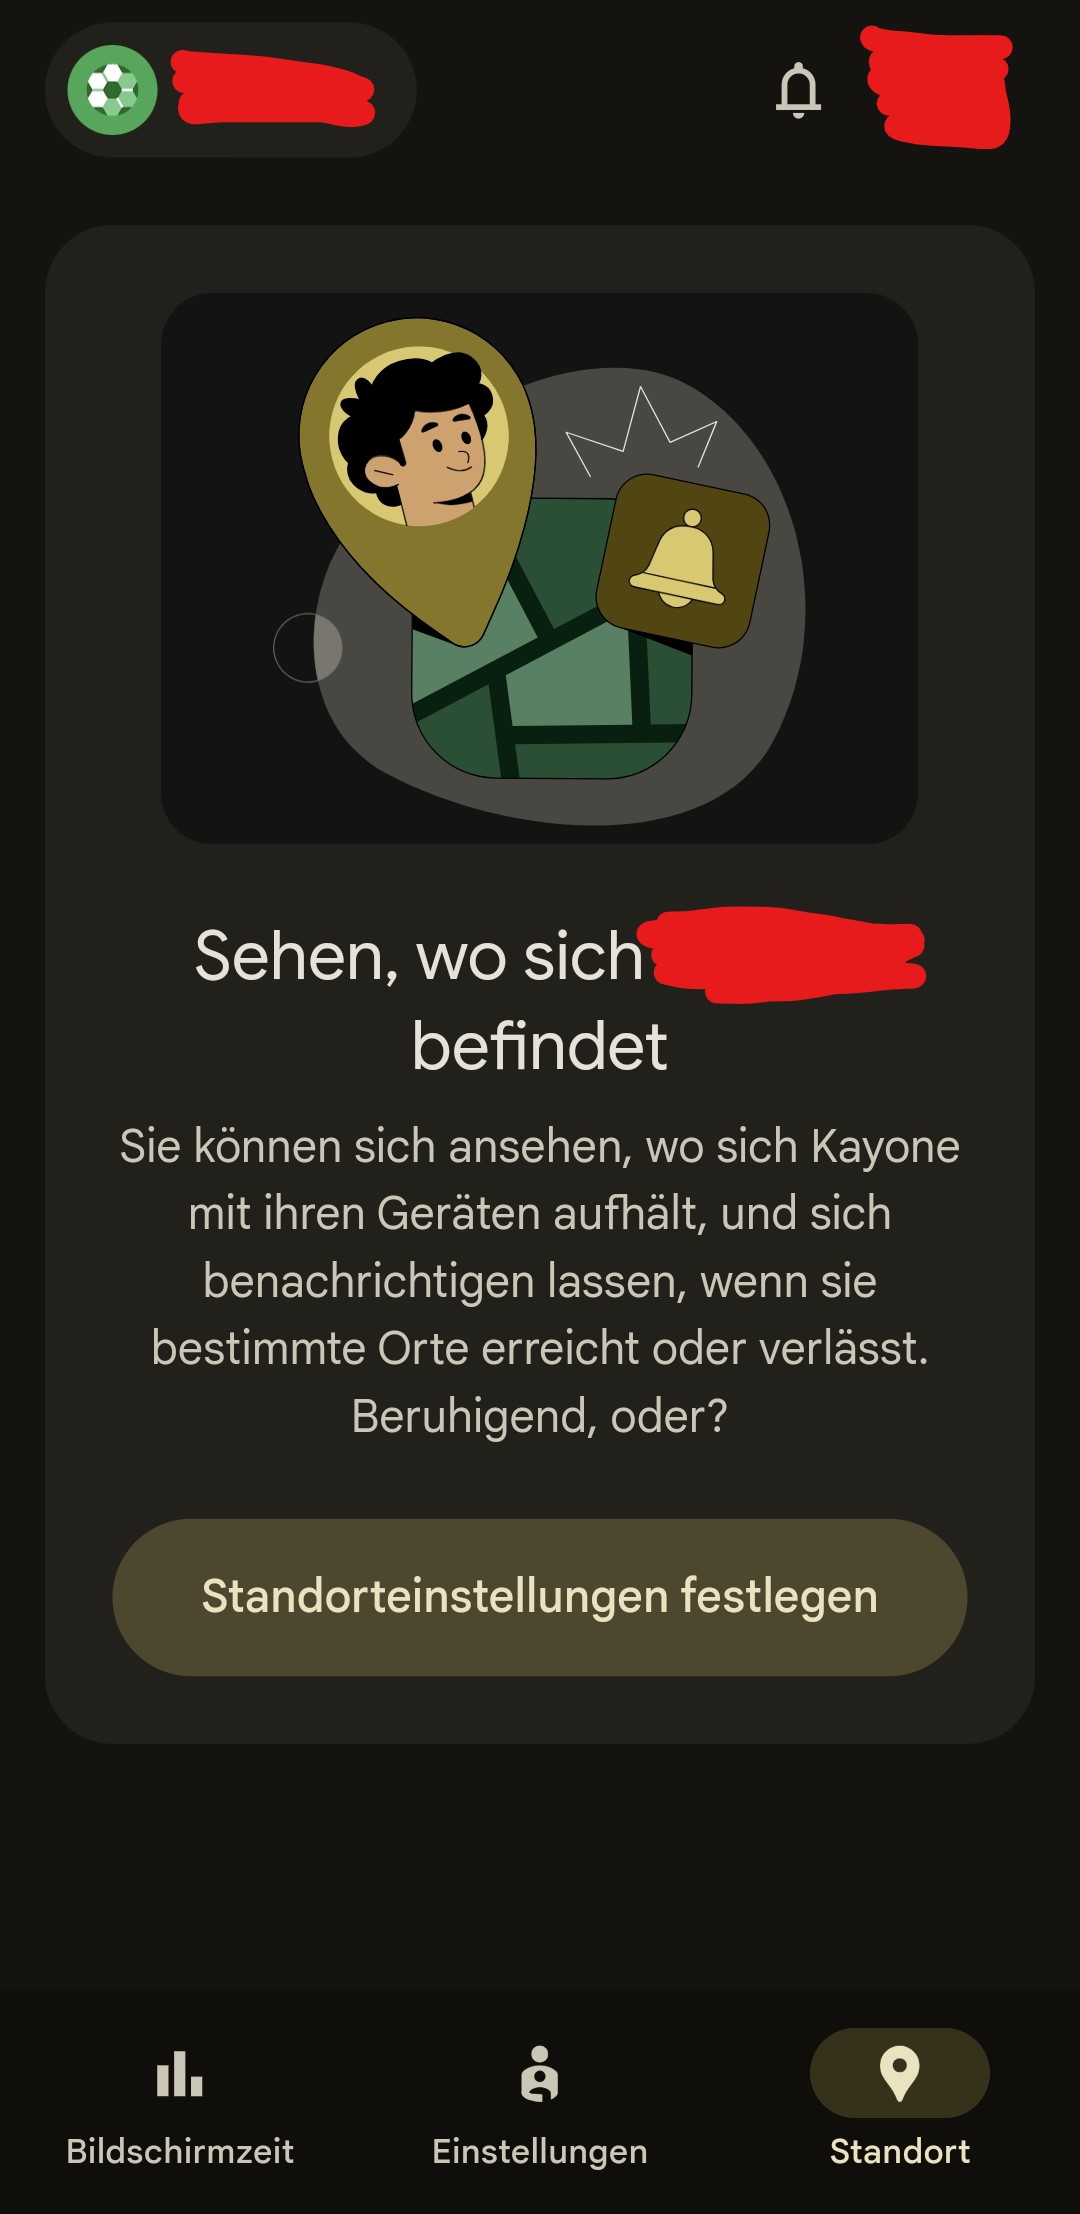 Sehen, wo sich
befindet
Sie können sich ansehen, wo sich Kayone
mit ihren Geräten aufhält, und sich
benachrichtigen lassen, wenn sie
bestimmte Orte erreicht oder verlässt.
Beruhigend, oder?
Standorteinstellungen festlegen
Bildschirmzeit
Einstellungen
Standort